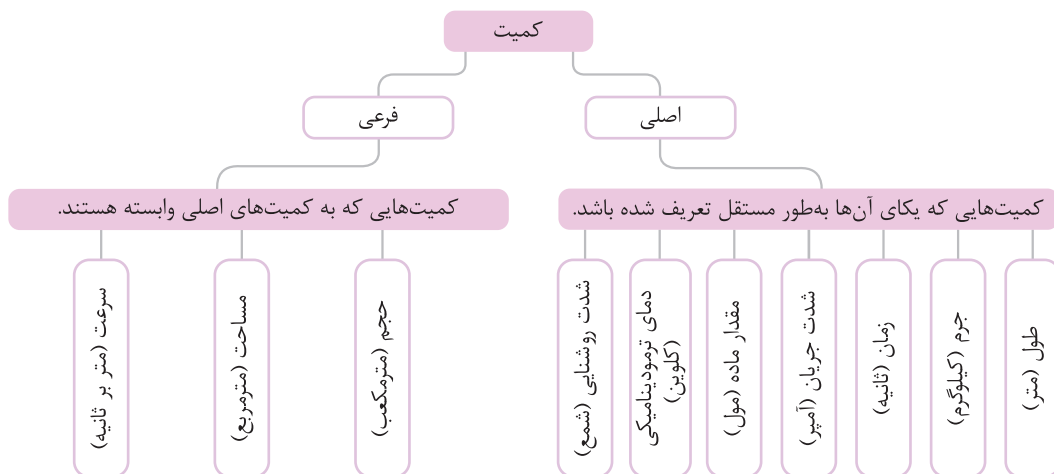 کمیت
اصلی
فرعی
کمیت‌هایی که یکای آن‌ها به‌طور مستقل تعریف شده باشد.
کمیت‌هایی که به کمیت‌های اصلی وابسته هستند.
طول (متر)
جرم (کیلوگرم)
زمان (ثانیه)
شدت جریان (آمپر)
مقدار ماده (مول)
دمای ترمودینامیکی
(کلوین)
شدت روشنایی (شمع)
حجم (مترمکعب)
مساحت (مترمربع)
سرعت (متر بر ثانیه)